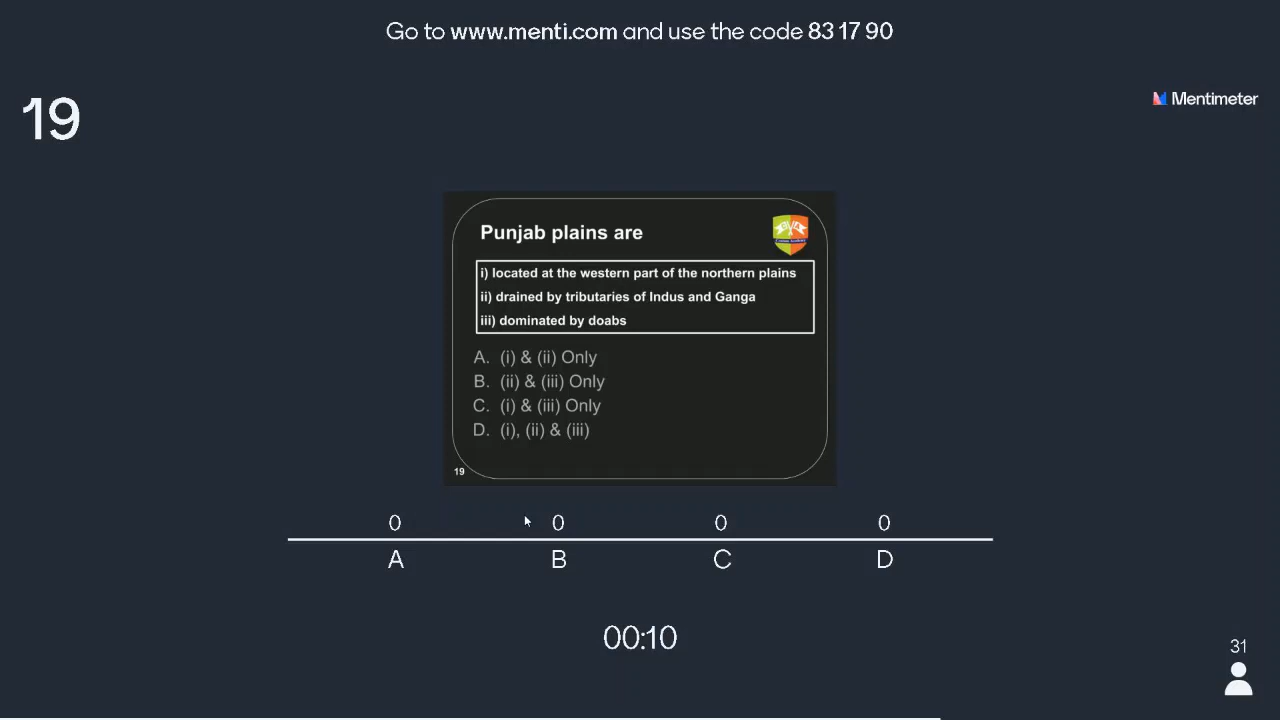 Go to www.menti.com and use the code 83 17 90
19
Mentimeter
Punjab plains are
i) located at the western part of the northern plains
ii) drained by tributaries of Indus and Ganga
iii) dominated by doabs
A. (i) & (ii) Only
B. (ii) & (iii) Only
C. (i) & (iii) Only
D. (i), (ii) & (iii)
19
0 0 0 0
A B C D
00:10
31